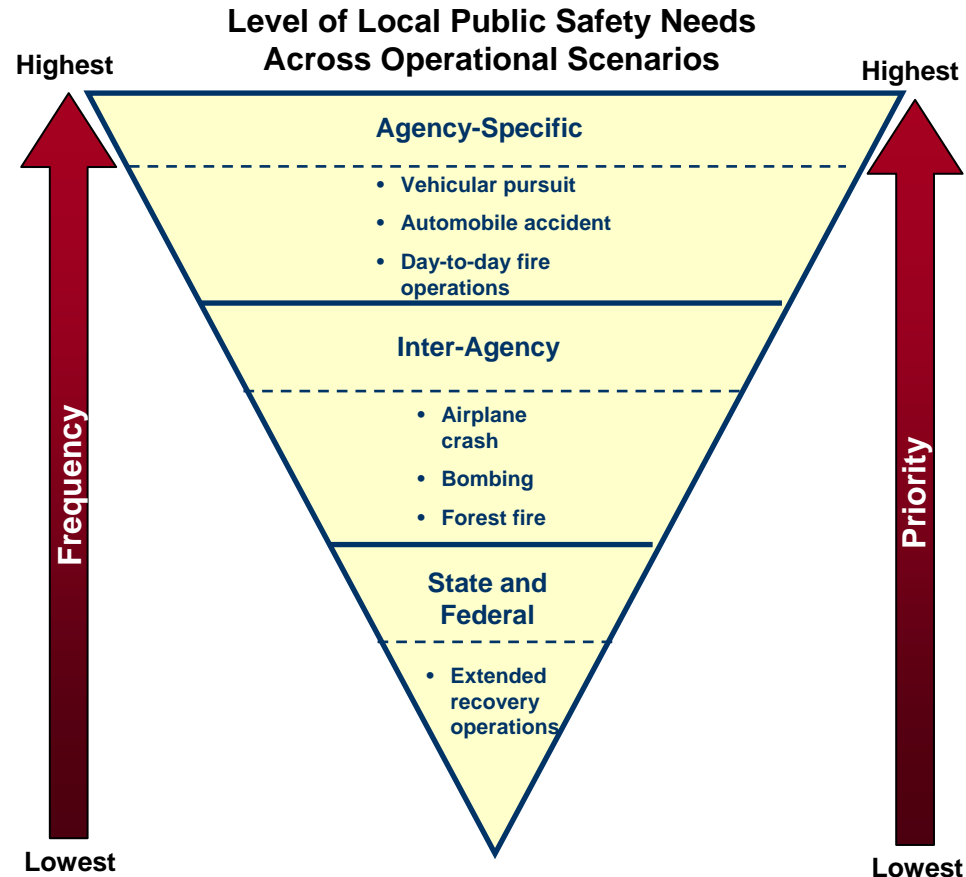 Level of Local Public Safety Needs
Across Operational Scenarios
Highest
Highest
Agency-Specific
• Vehicular pursuit
• Automobile accident
• Day-to-day fire
operations
Inter-Agency
• Airplane
crash
• Bombing
• Forest fire
State and
Federal
• Extended
recovery
operations
Frequency
Priority
Lowest
Lowest